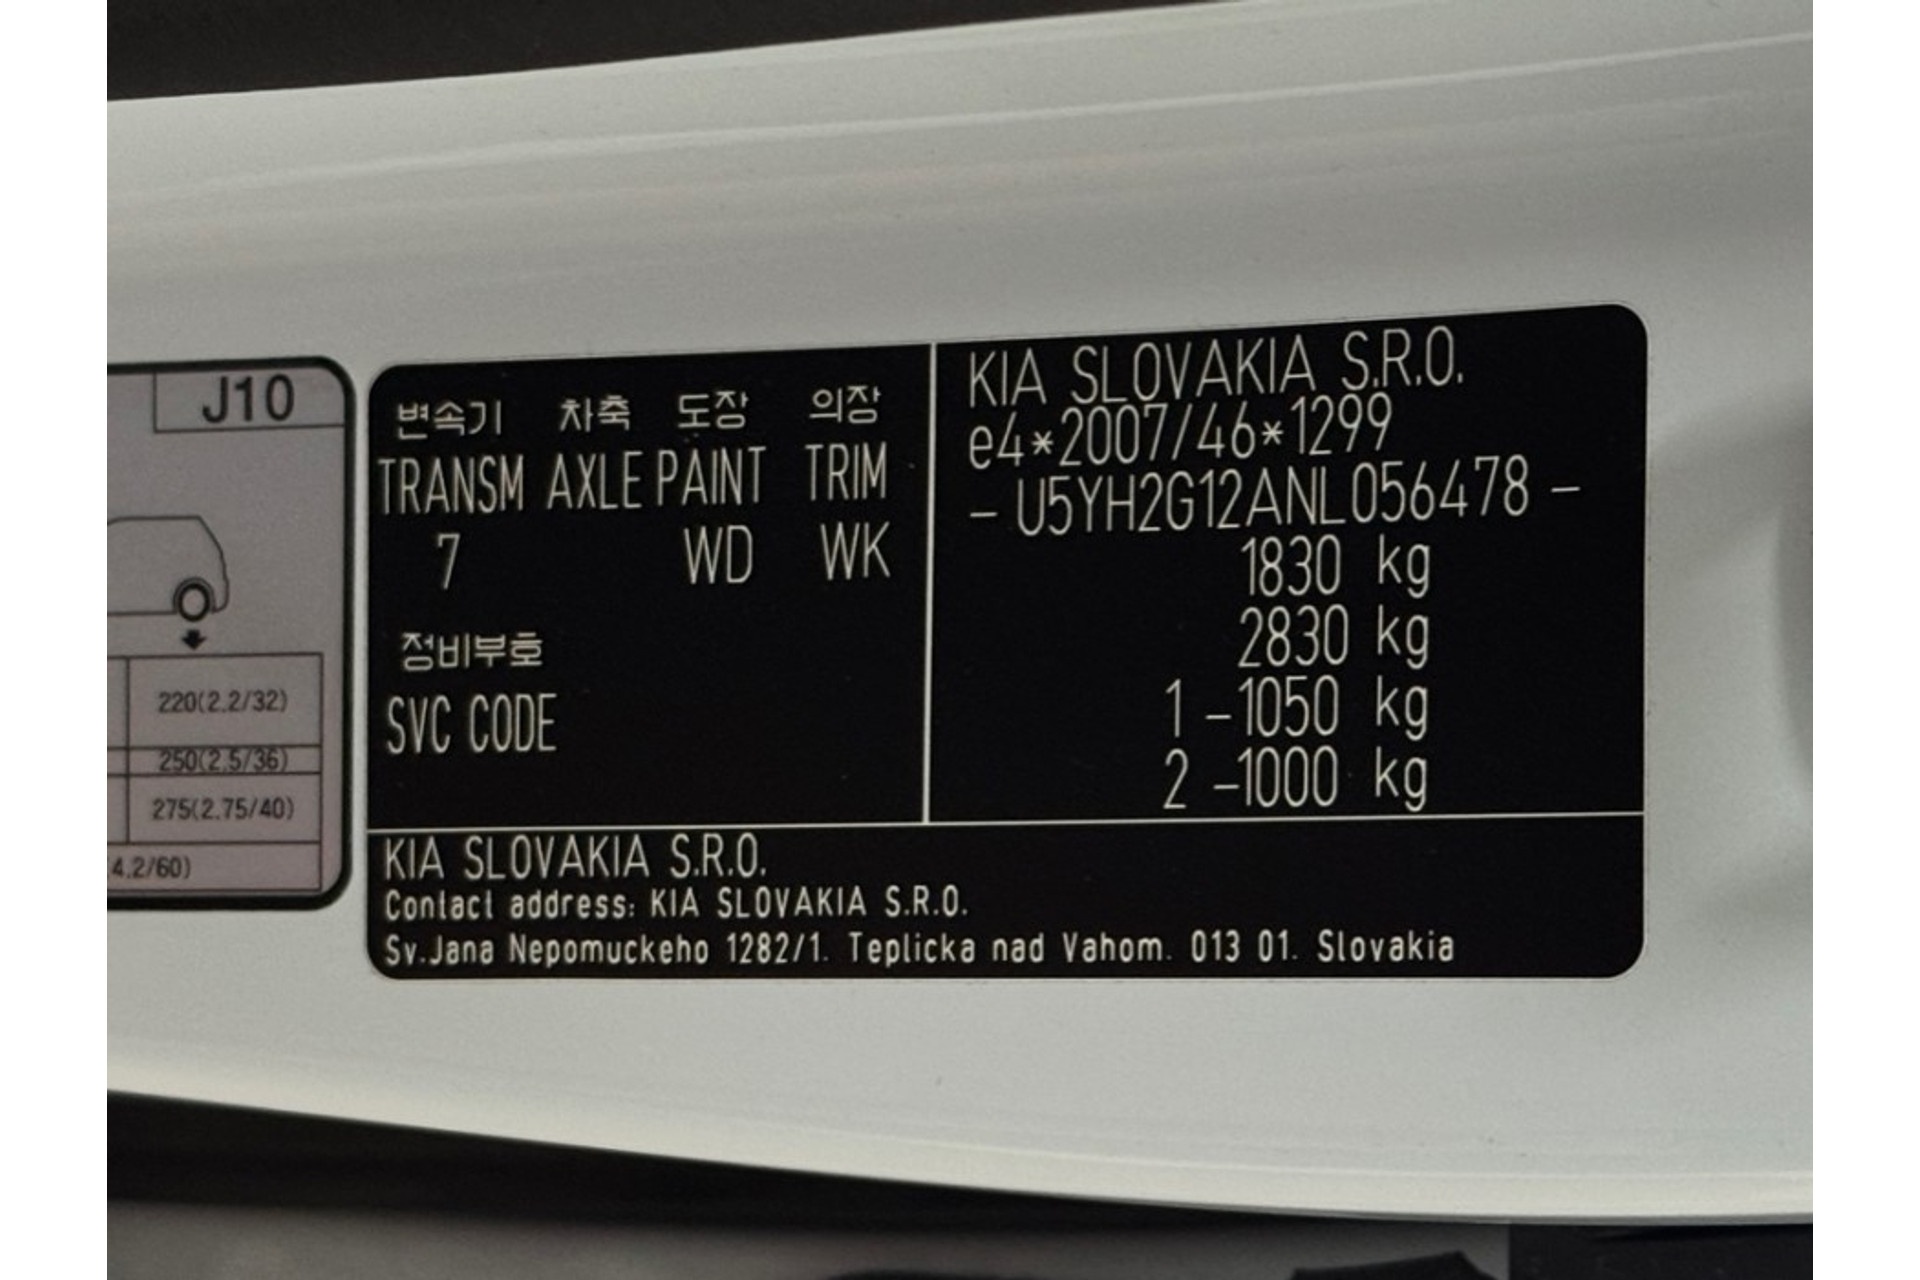 J10
220(2.2/32)
250(2.5/36)
275(2.75/40)
4.2/60)
변속기 차축 도장 의장
TRANSM AXLE PAINT TRIM
7 WD WK
정비부호
SVC CODE
KIA SLOVAKIA S.R.O.
e4*2007/46*1299
- U5YH2G12ANL056478 -
1830 kg
2830 kg
1 -1050 kg
2 -1000 kg
KIA SLOVAKIA S.R.O.
Contact address: KIA SLOVAKIA S.R.O.
Sv.Jana Nepomuckeho 1282/1. Teplicka nad Vahom. 013 01. Slovakia